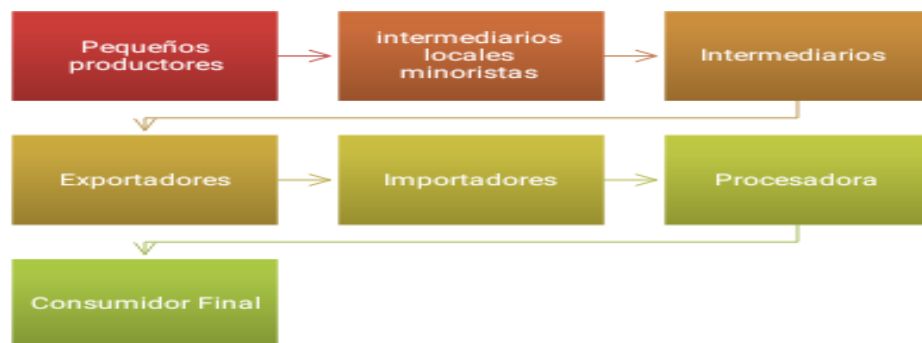 Pequeños
productores
intermediarios
locales
minoristas
Intermediarios
Exportadores
Importadores
Procesadora
Consumidor Final